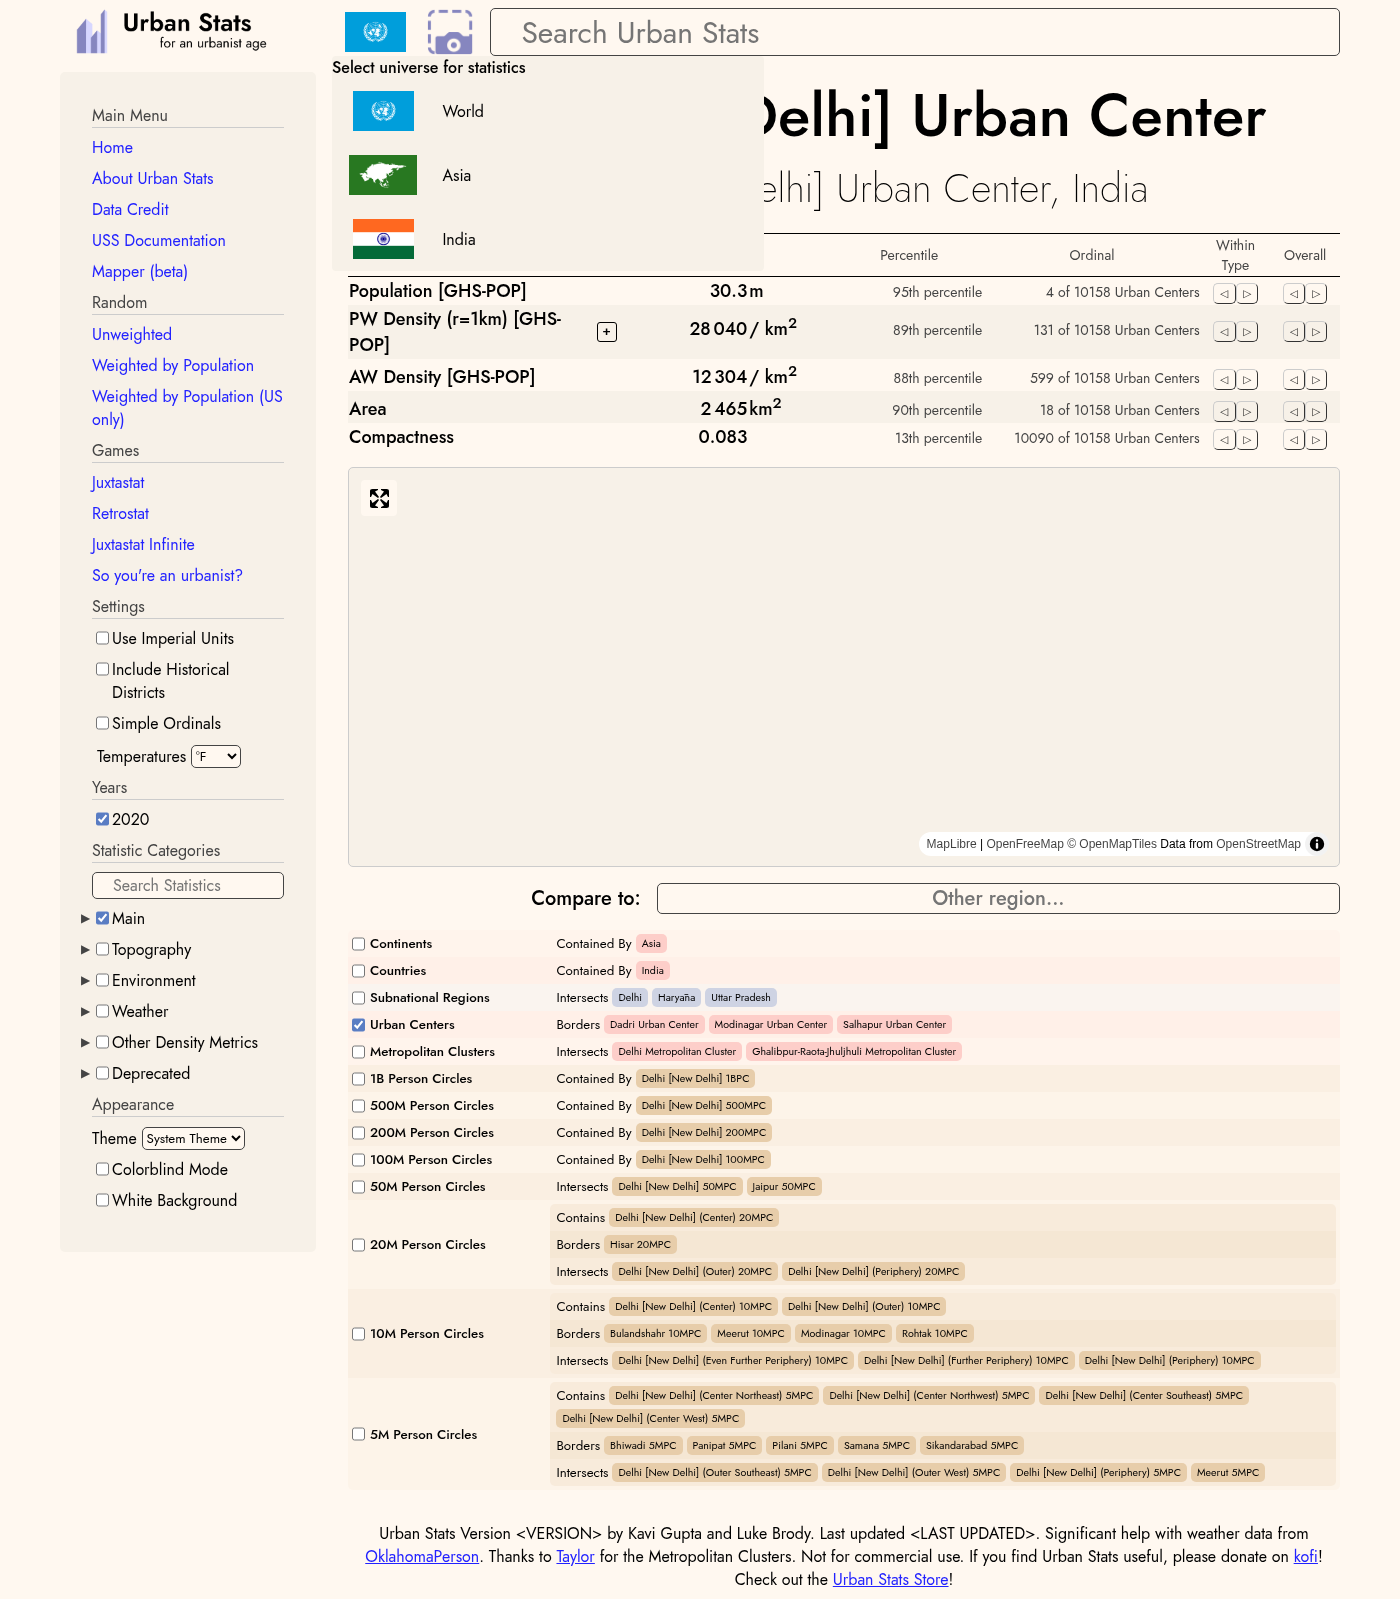 Urban Stats
for an urbanist age
Search Urban Stats
Select universe for statistics
World
Asia
India
Delhi] Urban Center
elhi] Urban Center, India
Main Menu
Home
About Urban Stats
Data Credit
USS Documentation
Mapper (beta)
Random
Unweighted
Weighted by Population
Weighted by Population (US
only)
Games
Juxtastat
Retrostat
Juxtastat Infinite
So you're an urbanist?
Settings
Use Imperial Units
Include Historical
Districts
Simple Ordinals
Temperatures °F
Years
2020
Statistic Categories
Search Statistics
Main
Topography
Environment
Weather
Other Density Metrics
Deprecated
Appearance
Theme System Theme
Colorblind Mode
White Background
Percentile Ordinal Within Type Overall
Population [GHS-POP] 30.3 m 95th percentile 4 of 10158 Urban Centers
PW Density (r=1km) [GHS-
POP] + 28 040 / km2 89th percentile 131 of 10158 Urban Centers
AW Density [GHS-POP] 12 304 / km2 88th percentile 599 of 10158 Urban Centers
Area 2 465 km2 90th percentile 18 of 10158 Urban Centers
Compactness 0.083 13th percentile 10090 of 10158 Urban Centers
MapLibre | OpenFreeMap © OpenMapTiles Data from OpenStreetMap
Compare to: Other region...
Continents Contained By Asia
Countries Contained By India
Subnational Regions Intersects Delhi Haryāna Uttar Pradesh
Urban Centers Borders Dadri Urban Center Modinagar Urban Center Salhapur Urban Center
Metropolitan Clusters Intersects Delhi Metropolitan Cluster Ghalibpur-Raota-Jhuljhuli Metropolitan Cluster
1B Person Circles Contained By Delhi [New Delhi] 1BPC
500M Person Circles Contained By Delhi [New Delhi] 500MPC
200M Person Circles Contained By Delhi [New Delhi] 200MPC
100M Person Circles Contained By Delhi [New Delhi] 100MPC
50M Person Circles Intersects Delhi [New Delhi] 50MPC Jaipur 50MPC
20M Person Circles
Contains Delhi [New Delhi] (Center) 20MPC
Borders Hisar 20MPC
Intersects Delhi [New Delhi] (Outer) 20MPC Delhi [New Delhi] (Periphery) 20MPC
10M Person Circles
Contains Delhi [New Delhi] (Center) 10MPC Delhi [New Delhi] (Outer) 10MPC
Borders Bulandshahr 10MPC Meerut 10MPC Modinagar 10MPC Rohtak 10MPC
Intersects Delhi [New Delhi] (Even Further Periphery) 10MPC Delhi [New Delhi] (Further Periphery) 10MPC Delhi [New Delhi] (Periphery) 10MPC
5M Person Circles
Contains Delhi [New Delhi] (Center Northeast) 5MPC Delhi [New Delhi] (Center Northwest) 5MPC Delhi [New Delhi] (Center Southeast) 5MPC
Delhi [New Delhi] (Center West) 5MPC
Borders Bhiwadi 5MPC Panipat 5MPC Pilani 5MPC Samana 5MPC Sikandarabad 5MPC
Intersects Delhi [New Delhi] (Outer Southeast) 5MPC Delhi [New Delhi] (Outer West) 5MPC Delhi [New Delhi] (Periphery) 5MPC Meerut 5MPC
Urban Stats Version <VERSION> by Kavi Gupta and Luke Brody. Last updated <LAST UPDATED>. Significant help with weather data from
OklahomaPerson. Thanks to Taylor for the Metropolitan Clusters. Not for commercial use. If you find Urban Stats useful, please donate on kofi!
Check out the Urban Stats Store!